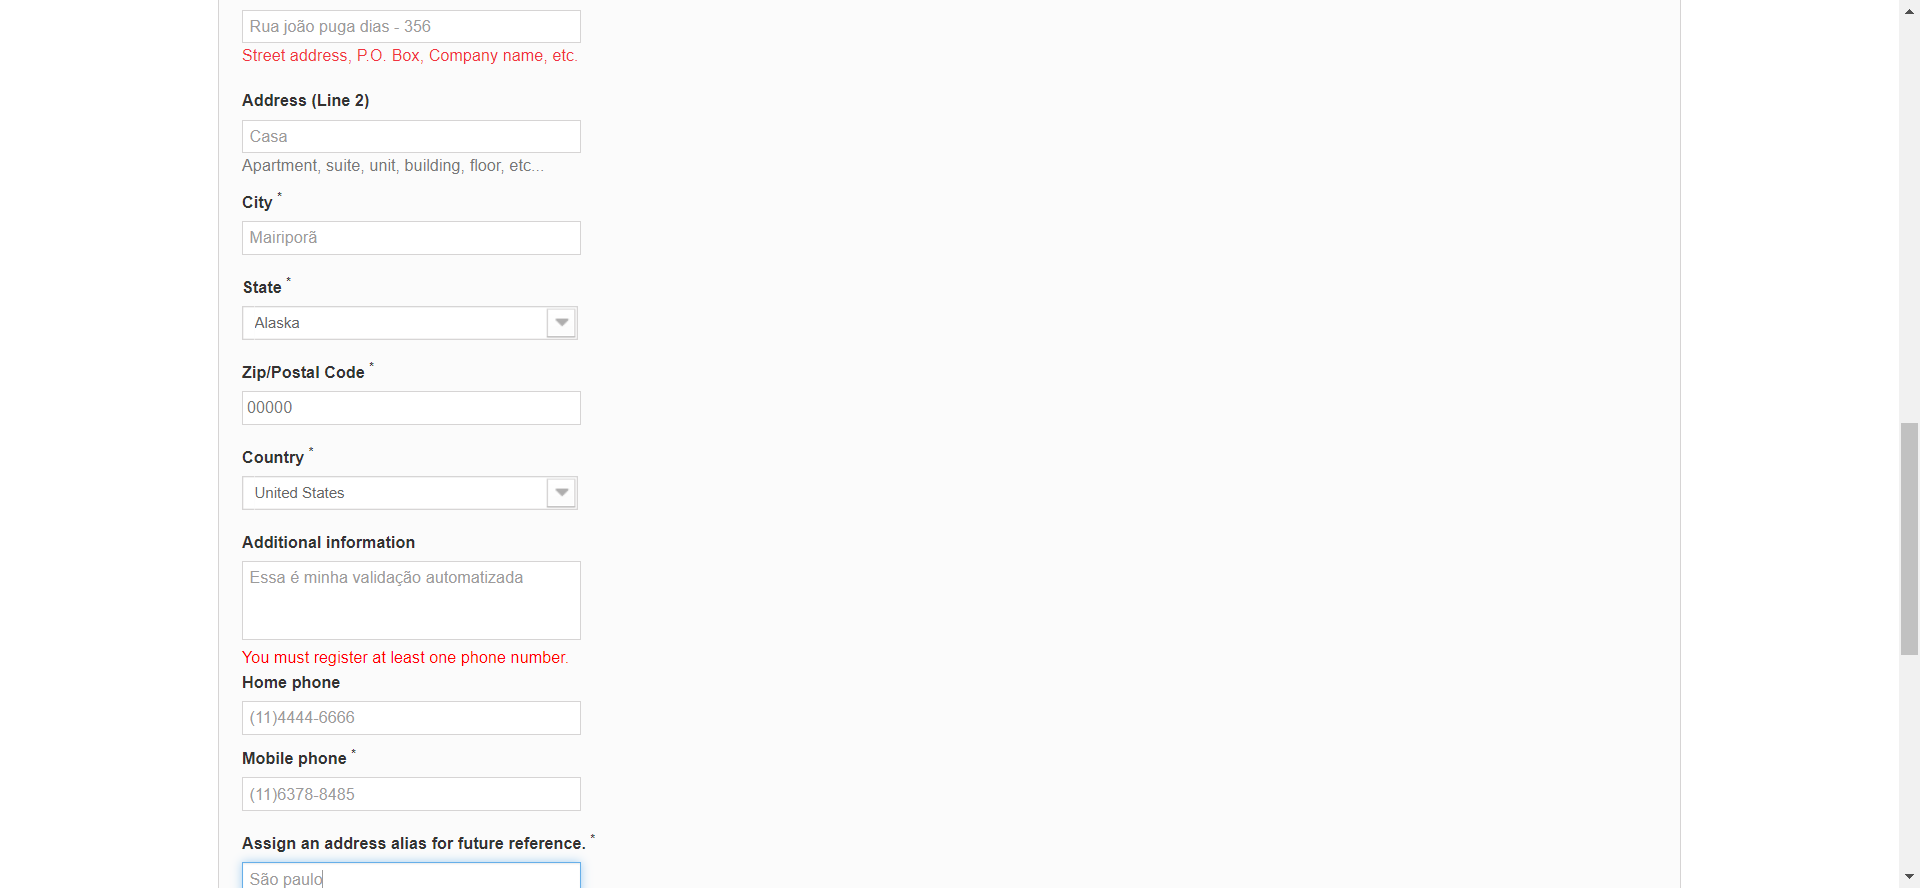 Rua joão puga dias - 356
Street address, P.O. Box, Company name, etc.
Address (Line 2)
Casa
Apartment, suite, unit, building, floor, etc...
City *
Mairiporã
State *
Alaska
Zip/Postal Code *
00000
Country *
United States
Additional information
Essa é minha validação automatizada
You must register at least one phone number.
Home phone
(11)4444-6666
Mobile phone *
(11)6378-8485
Assign an address alias for future reference. *
São paulo